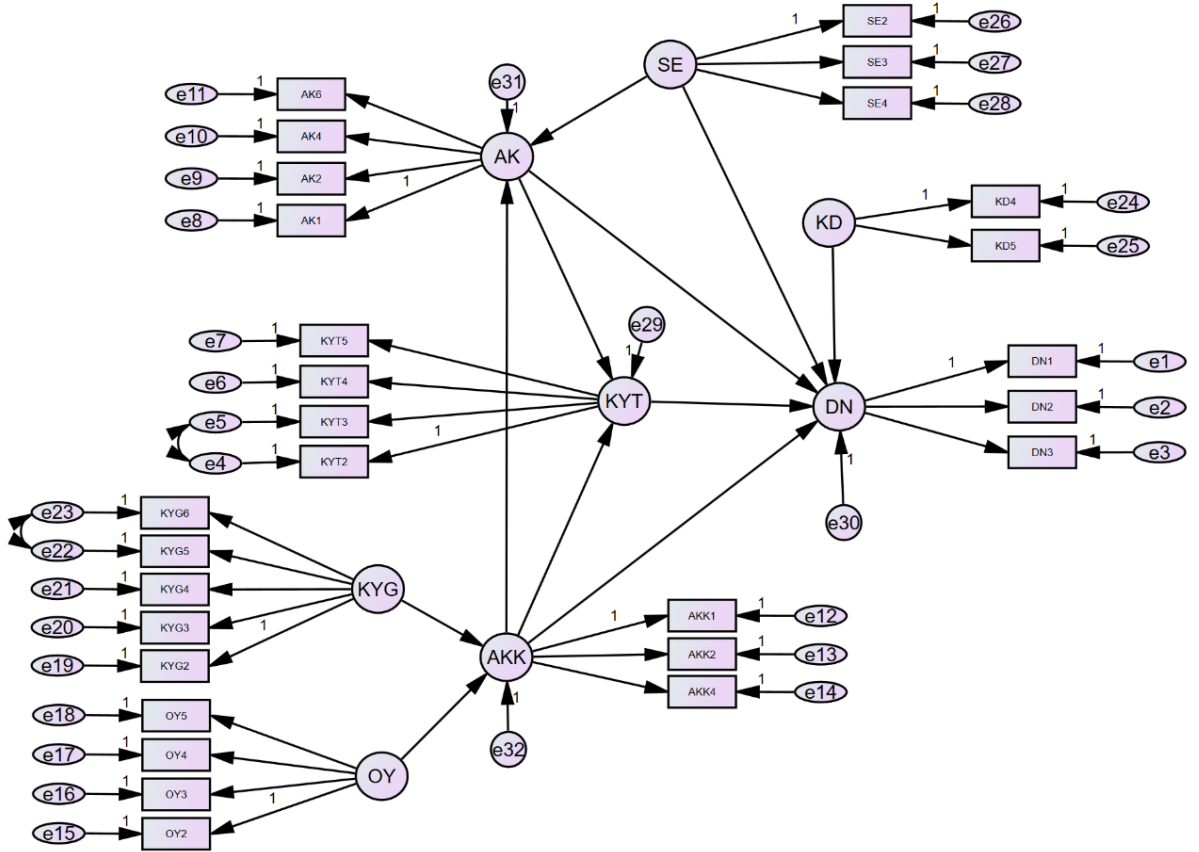 1 SE2 1 e26
SE 1 SE3 1 e27
SE4 1 e28
e11 1 AK6 e31
1
e10 1 AK4
AK
e9 1 AK2
e8 1 AK1 1
KD 1 KD4 1 e24
KD5 1 e25
e7 1 KYT5 e29
1
e6 1 KYT4
KYT
e5 1 KYT3
e4 1 KYT2 1
DN 1 DN1 1 e1
DN2 1 e2
DN3 1 e3
1
e30
e23 1 KYG6
e22 1 KYG5
e21 1 KYG4 KYG
e20 1 KYG3
e19 1 KYG2 1
AKK 1 AKK1 1 e12
AKK2 1 e13
AKK4 1 e14
1
e32
e18 1 OY5
e17 1 OY4
OY
e16 1 OY3
e15 1 OY2 1